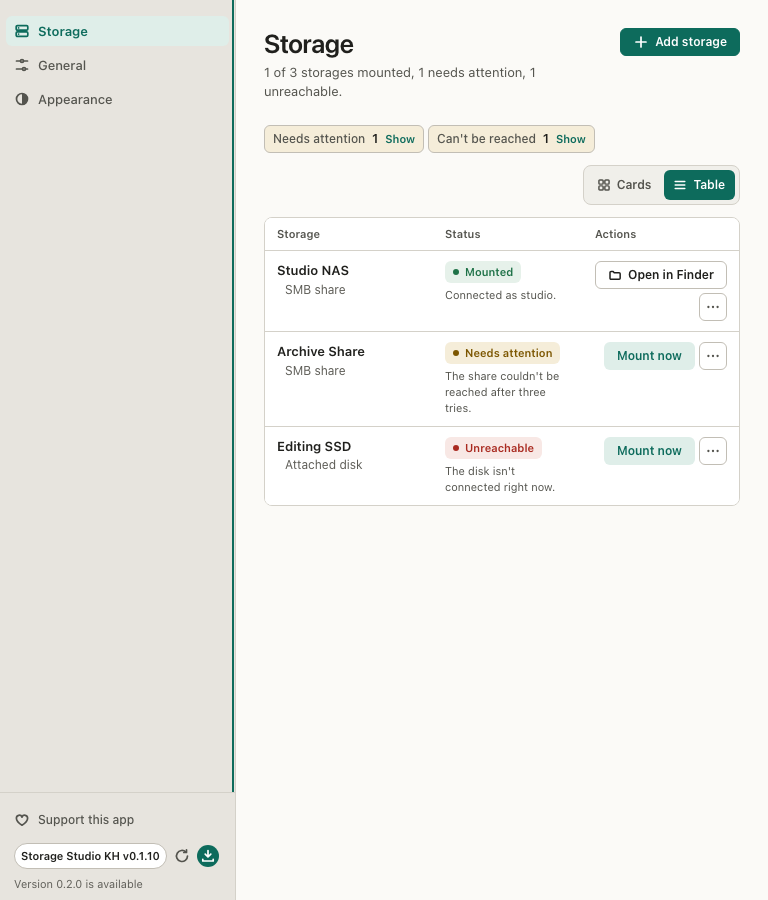 Storage
General
Appearance
Support this app
Storage Studio KH v0.1.10
Version 0.2.0 is available
Storage
Add storage
1 of 3 storages mounted, 1 needs attention, 1
unreachable.
Needs attention 1 Show
Can't be reached 1 Show
Cards
Table
Storage Status Actions
Studio NAS
SMB share
Mounted
Connected as studio.
Open in Finder
Archive Share
SMB share
Needs attention
The share couldn't be
reached after three
tries.
Mount now
Editing SSD
Attached disk
Unreachable
The disk isn't
connected right now.
Mount now